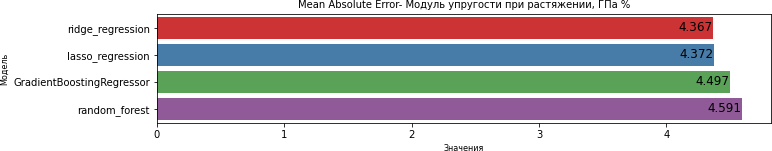 Mean Absolute Error- Модуль упругости при растяжении, ГПа %
Модель
ridge_regression 4.367
lasso_regression 4.372
GradientBoostingRegressor 4.497
random_forest 4.591
0 1 2 3 4
Значения